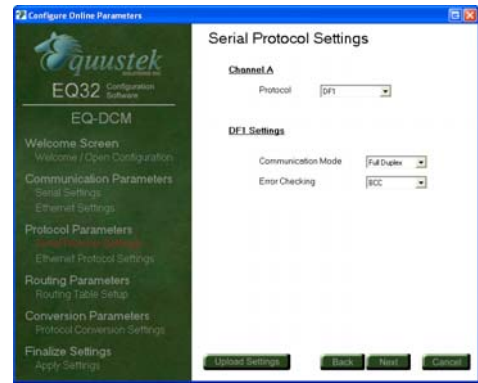 Configure Online Parameters
Equustek
SOLUTIONS INC.
EQ32 Configuration Software
EQ-DCM
Welcome Screen
Welcome / Open Configuration
Communication Parameters
Serial Settings
Ethernet Settings
Protocol Parameters
Serial Protocol Settings
Ethernet Protocol Settings
Routing Parameters
Routing Table Setup
Conversion Parameters
Protocol Conversion Settings
Finalize Settings
Apply Settings
Serial Protocol Settings
Channel A
Protocol DF1
DF1 Settings
Communication Mode Full Duplex
Error Checking BCC
Upload Settings Back Next Cancel